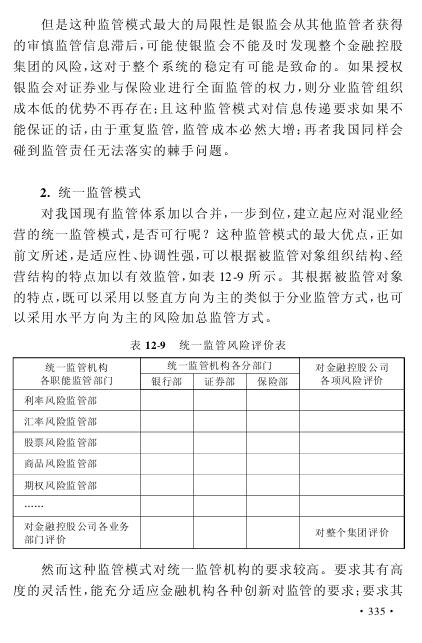 但是这种监管模式最大的局限性是银监会从其他监管者获得
的审慎监管信息滞后,可能使银监会不能及时发现整个金融控股
集团的风险,这对于整个系统的稳定有可能是致命的。如果授权
银监会对证券业与保险业进行全面监管的权力,则分业监管组织
成本低的优势不再存在;且这种监管模式对信息传递要求如果不
能保证的话,由于重复监管,监管成本必然大增;再者我国同样会
碰到监管责任无法落实的棘手问题。
2. 统一监管模式
对我国现有监管体系加以合并,一步到位,建立起应对混业经
营的统一监管模式,是否可行呢？这种监管模式的最大优点,正如
前文所述,是适应性、协调性强,可以根据被监管对象组织结构、经
营结构的特点加以有效监管,如表 12-9 所示。其根据被监管对象
的特点,既可以采用以竖直方向为主的类似于分业监管方式,也可
以采用水平方向为主的风险加总监管方式。
表 12-9 统一监管风险评价表
统一监管机构
各职能监管部门
统一监管机构各分部门
银行部 证券部 保险部
对金融控股公司
各项风险评价
利率风险监管部
汇率风险监管部
股票风险监管部
商品风险监管部
期权风险监管部
……
对金融控股公司各业务
部门评价
对整个集团评价
然而这种监管模式对统一监管机构的要求较高。要求其有高
度的灵活性,能充分适应金融机构各种创新对监管的要求;要求其
·335·